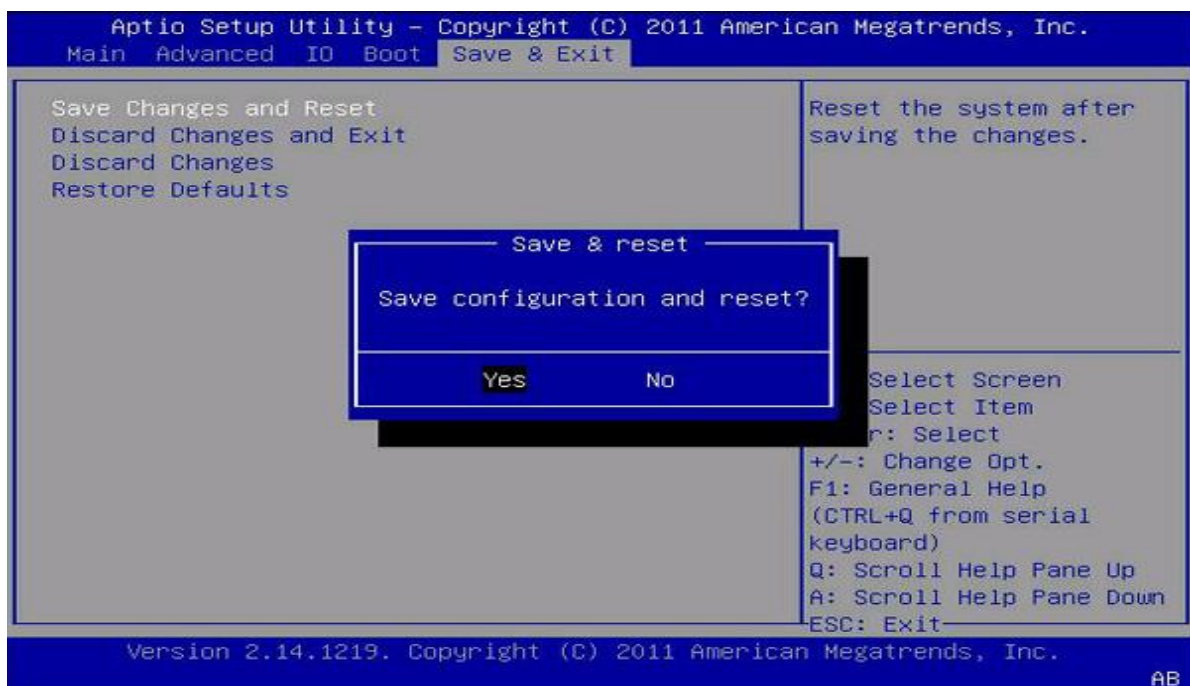 Aptio Setup Utility – Copyright (C) 2011 American Megatrends, Inc.
Main Advanced IO Boot Save & Exit
Save Changes and Reset
Discard Changes and Exit
Discard Changes
Restore Defaults
Reset the system after
saving the changes.
Save & reset
Save configuration and reset?
Yes No
Select Screen
Select Item
r: Select
+/-: Change Opt.
F1: General Help
(CTRL+Q from serial
keyboard)
Q: Scroll Help Pane Up
A: Scroll Help Pane Down
ESC: Exit
Version 2.14.1219. Copyright (C) 2011 American Megatrends, Inc.
AB